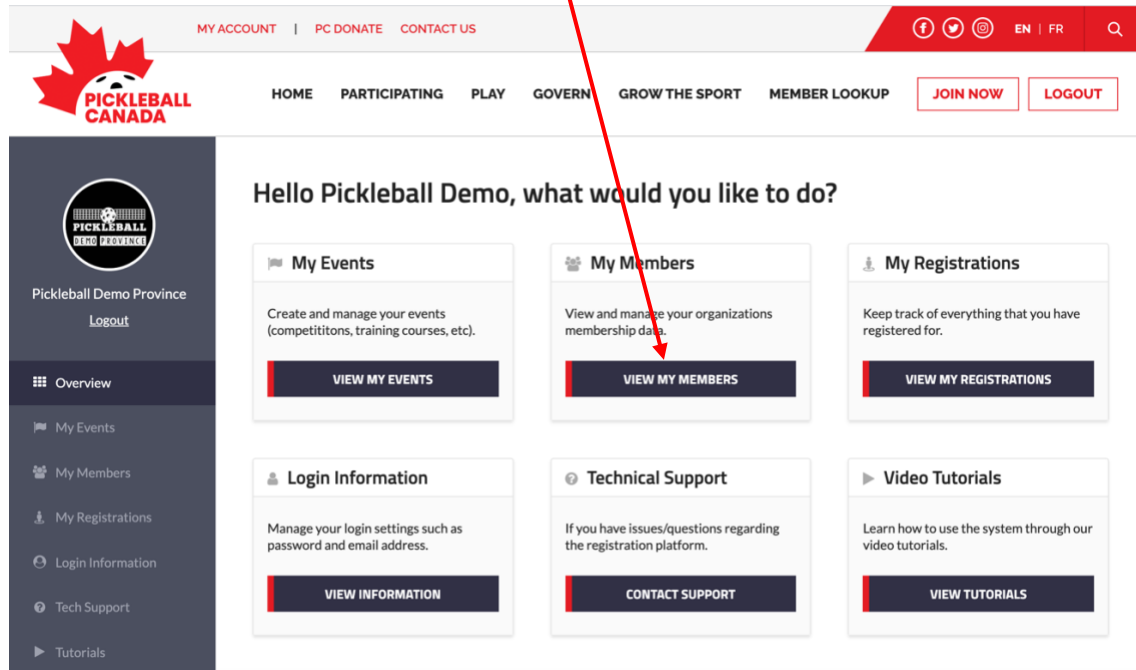 MY ACCOUNT | PC DONATE CONTACT US
EN | FR
PICKLEBALL
CANADA
HOME PARTICIPATING PLAY GOVERN GROW THE SPORT MEMBER LOOKUP JOIN NOW LOGOUT
PICKLEBALL
DEMO PROVINCE
Pickleball Demo Province
Logout
Overview
My Events
My Members
My Registrations
Login Information
Tech Support
Tutorials
Hello Pickleball Demo, what would you like to do?
My Events
Create and manage your events
(competititons, training courses, etc).
VIEW MY EVENTS
My Members
View and manage your organizations
membership data.
VIEW MY MEMBERS
My Registrations
Keep track of everything that you have
registered for.
VIEW MY REGISTRATIONS
Login Information
Manage your login settings such as
password and email address.
VIEW INFORMATION
Technical Support
If you have issues/questions regarding
the registration platform.
CONTACT SUPPORT
Video Tutorials
Learn how to use the system through our
video tutorials.
VIEW TUTORIALS